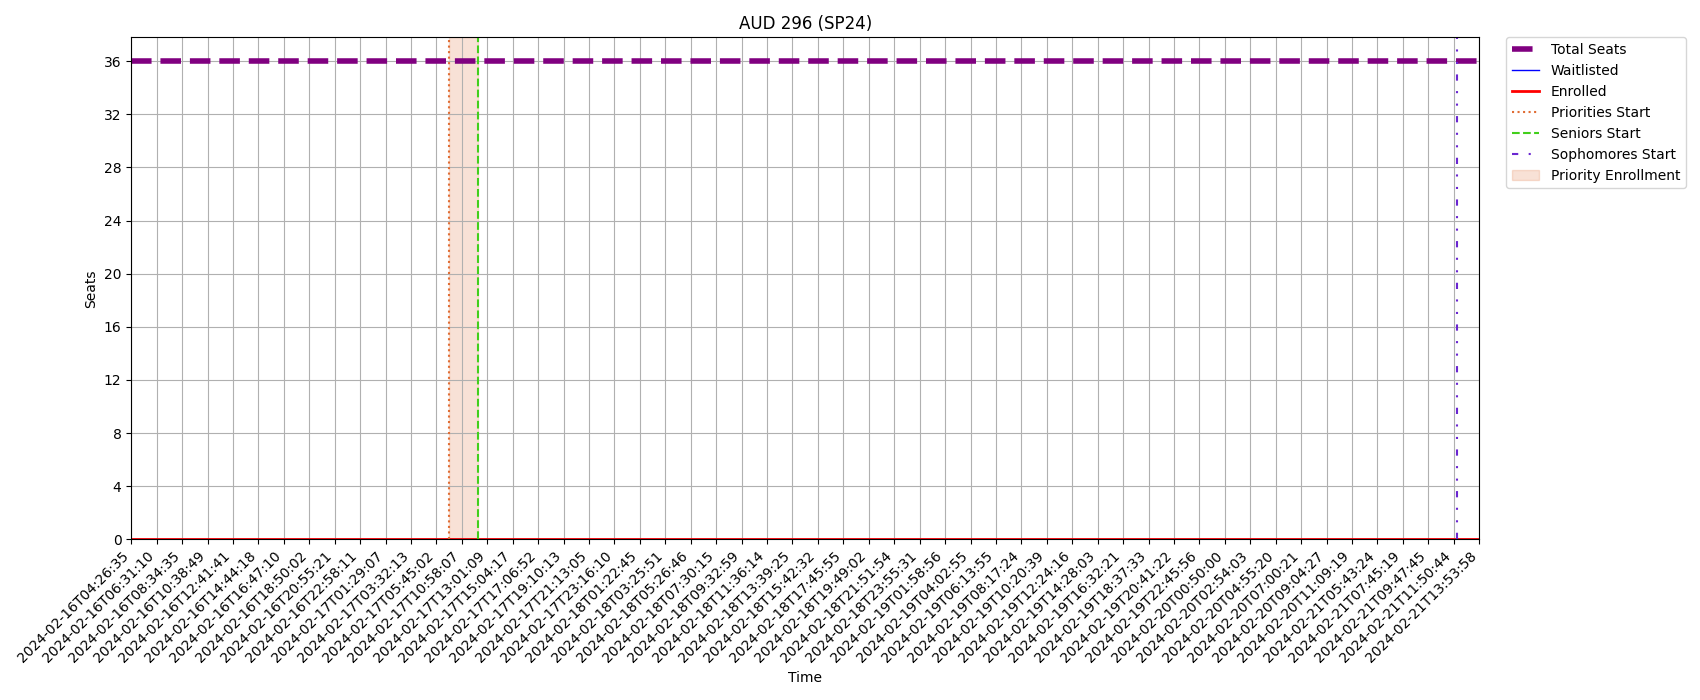 AUD 296 (SP24)
Total Seats
Waitlisted
Enrolled
Priorities Start
Seniors Start
Sophomores Start
Priority Enrollment
Seats
36
32
28
24
20
16
12
8
4
0
2024-02-16T04:26:35
2024-02-16T06:31:10
2024-02-16T08:34:35
2024-02-16T10:38:49
2024-02-16T12:41:41
2024-02-16T14:44:18
2024-02-16T16:47:10
2024-02-16T18:50:02
2024-02-16T20:55:21
2024-02-16T22:58:11
2024-02-17T01:29:07
2024-02-17T03:32:13
2024-02-17T05:45:02
2024-02-17T10:58:07
2024-02-17T13:01:09
2024-02-17T15:04:17
2024-02-17T17:06:52
2024-02-17T19:10:13
2024-02-17T21:13:05
2024-02-17T23:16:10
2024-02-18T01:22:45
2024-02-18T03:25:51
2024-02-18T05:26:46
2024-02-18T07:30:15
2024-02-18T09:32:59
2024-02-18T11:36:14
2024-02-18T13:39:25
2024-02-18T15:42:32
2024-02-18T17:45:55
2024-02-18T19:49:02
2024-02-18T21:51:54
2024-02-18T23:55:31
2024-02-19T01:58:56
2024-02-19T04:02:55
2024-02-19T06:13:55
2024-02-19T08:17:24
2024-02-19T10:20:39
2024-02-19T12:24:16
2024-02-19T14:28:03
2024-02-19T16:32:21
2024-02-19T18:37:33
2024-02-19T20:41:22
2024-02-19T22:45:56
2024-02-20T00:50:00
2024-02-20T02:54:03
2024-02-20T04:55:20
2024-02-20T07:00:21
2024-02-20T09:04:27
2024-02-20T11:09:19
2024-02-21T05:43:24
2024-02-21T07:45:19
2024-02-21T09:47:45
2024-02-21T11:50:44
2024-02-21T13:53:58
Time